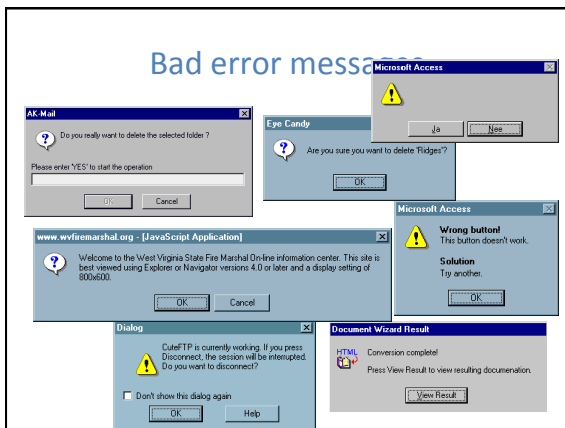 Bad error messages
Microsoft Access
Ja
Nee
AK-Mail
Do you really want to delete the selected folder ?
Please enter 'YES' to start the operation
OK
Cancel
Eye Candy
Are you sure you want to delete 'Ridges'?
OK
Microsoft Access
Wrong button!
This button doesn't work.
Solution
Try another.
OK
www.wvfiremarshal.org - [JavaScript Application]
Welcome to the West Virginia State Fire Marshal On-line information center. This site is
best viewed using Explorer or Navigator versions 4.0 or later and a display setting of
800x600.
OK
Cancel
Dialog
CuteFTP is currently working. If you press
Disconnect, the session will be interrupted.
Do you want to disconnect?
Don't show this dialog again
OK
Help
Document Wizard Result
HTML
Conversion complete!
Press View Result to view resulting documenation.
View Result